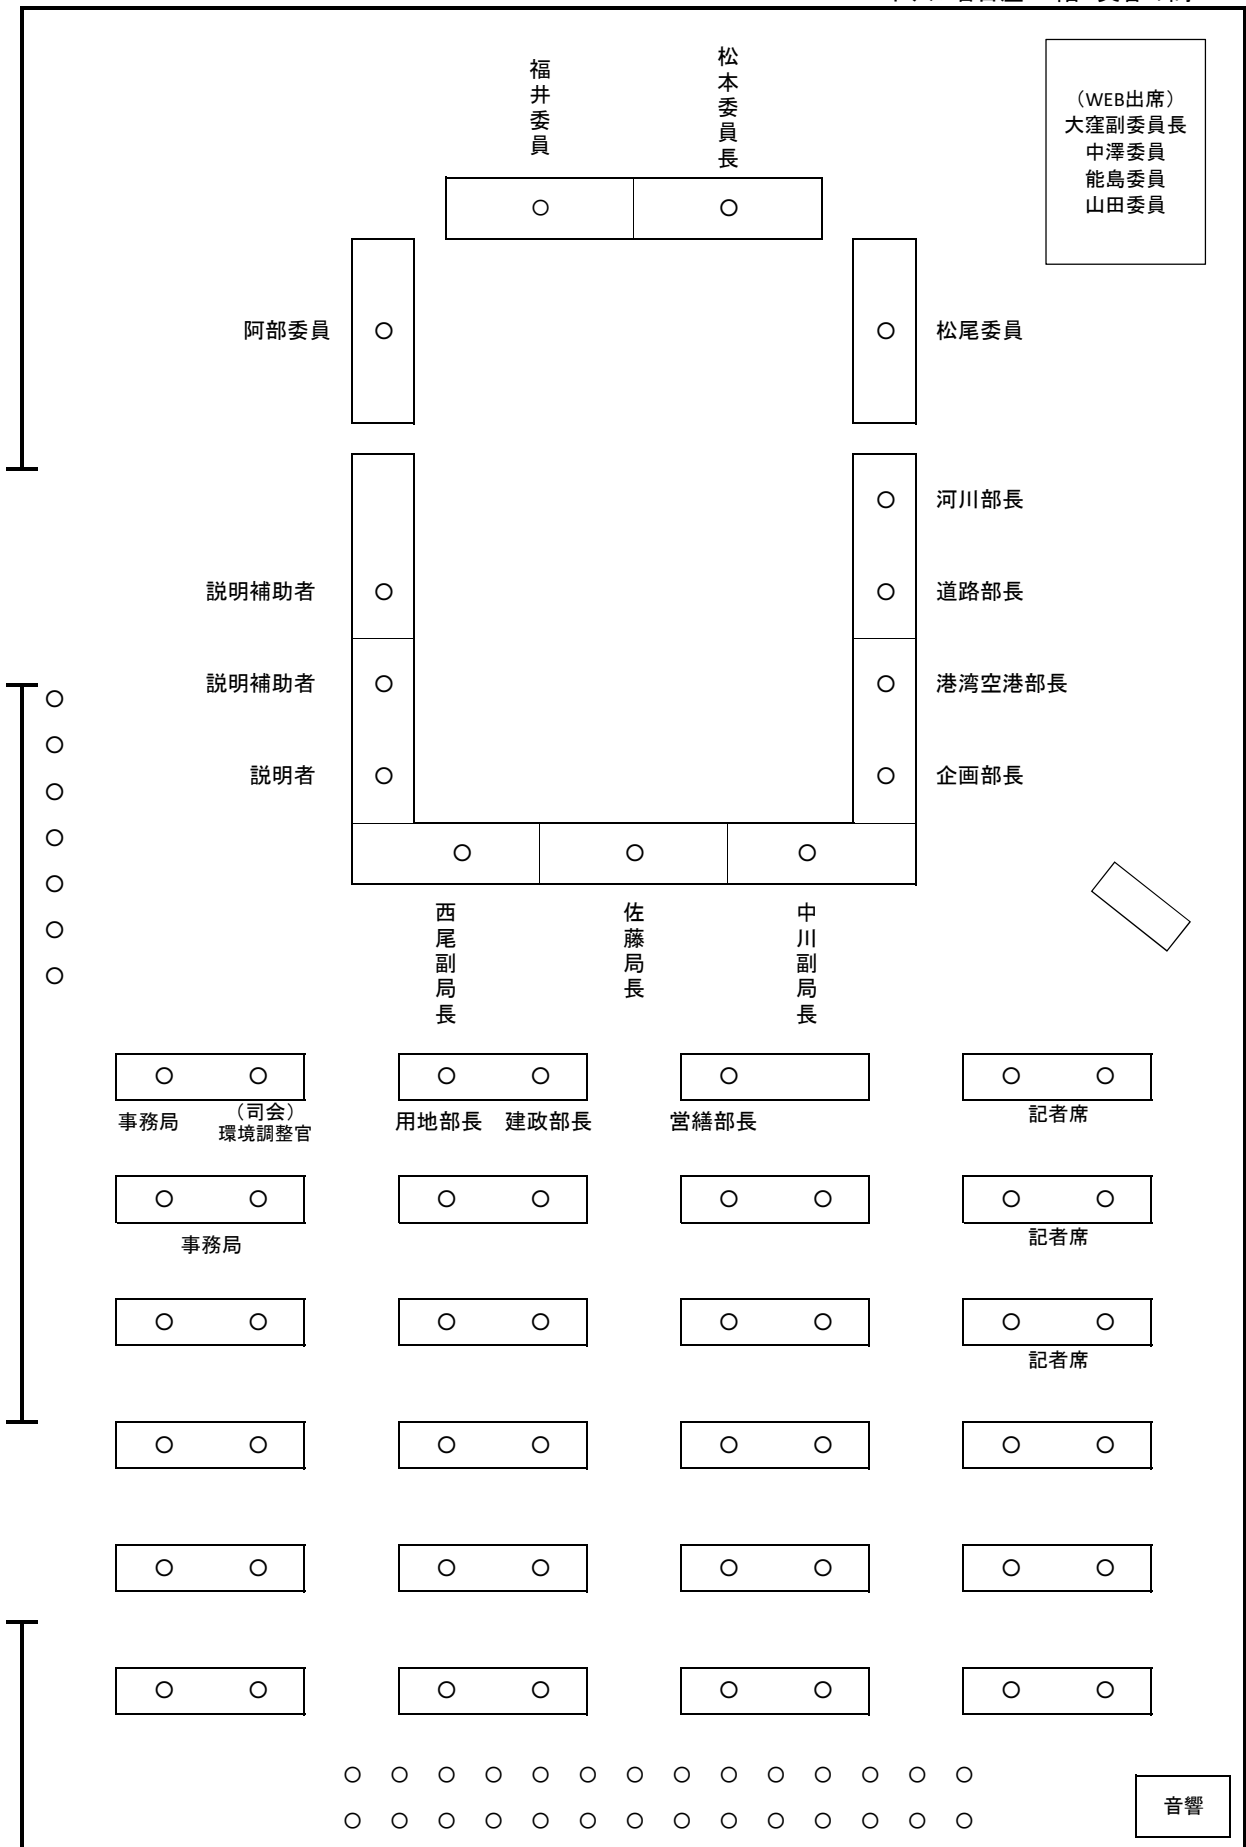 福井委員
松本委員長
（WEB出席）
大窪副委員長
中澤委員
能島委員
山田委員
阿部委員
松尾委員
河川部長
説明補助者
道路部長
説明補助者
港湾空港部長
説明者
企画部長
西尾副局長
佐藤局長
中川副局長
事務局
（司会）
環境調整官
用地部長
建政部長
営繕部長
記者席
事務局
記者席
記者席
音響